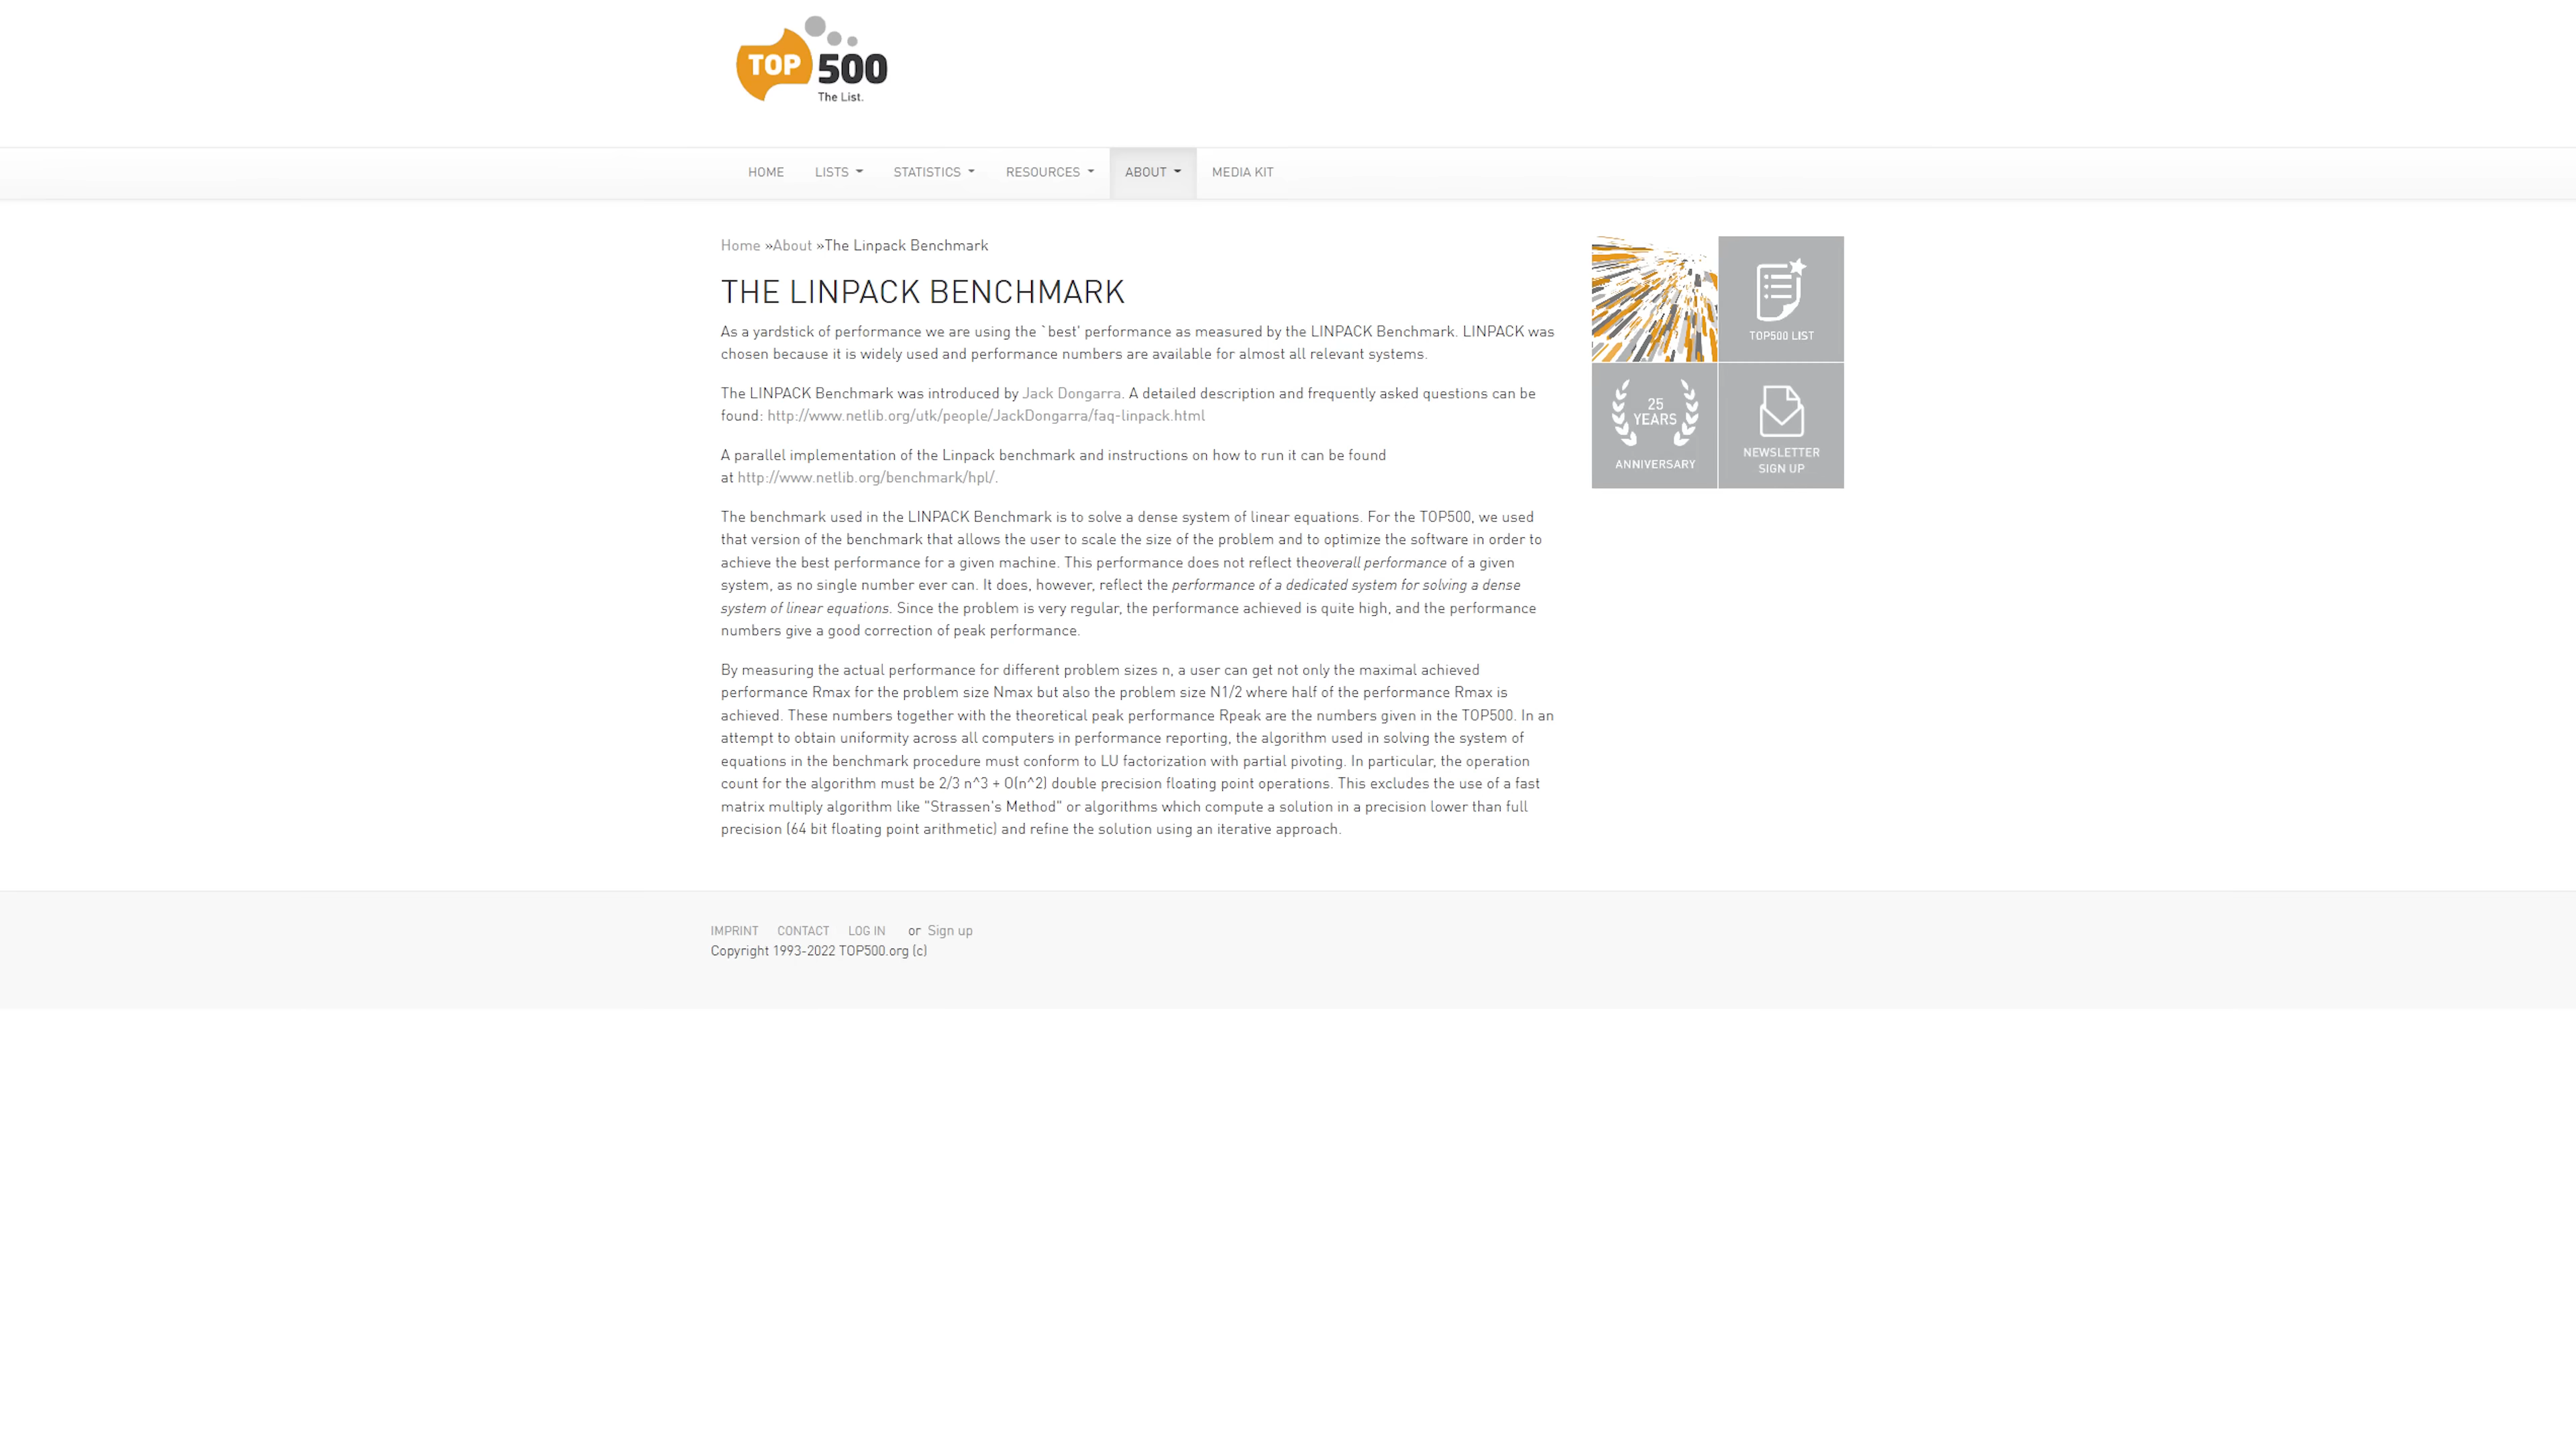 TOP 500
The List.
HOME LISTS STATISTICS RESOURCES ABOUT MEDIA KIT
Home »About »The Linpack Benchmark
THE LINPACK BENCHMARK
As a yardstick of performance we are using the `best' performance as measured by the LINPACK Benchmark. LINPACK was
chosen because it is widely used and performance numbers are available for almost all relevant systems.
The LINPACK Benchmark was introduced by Jack Dongarra. A detailed description and frequently asked questions can be
found: http://www.netlib.org/utk/people/JackDongarra/faq-linpack.html
A parallel implementation of the Linpack benchmark and instructions on how to run it can be found
at http://www.netlib.org/benchmark/hpl/.
The benchmark used in the LINPACK Benchmark is to solve a dense system of linear equations. For the TOP500, we used
that version of the benchmark that allows the user to scale the size of the problem and to optimize the software in order to
achieve the best performance for a given machine. This performance does not reflect theoverall performance of a given
system, as no single number ever can. It does, however, reflect the performance of a dedicated system for solving a dense
system of linear equations. Since the problem is very regular, the performance achieved is quite high, and the performance
numbers give a good correction of peak performance.
By measuring the actual performance for different problem sizes n, a user can get not only the maximal achieved
performance Rmax for the problem size Nmax but also the problem size N1/2 where half of the performance Rmax is
achieved. These numbers together with the theoretical peak performance Rpeak are the numbers given in the TOP500. In an
attempt to obtain uniformity across all computers in performance reporting, the algorithm used in solving the system of
equations in the benchmark procedure must conform to LU factorization with partial pivoting. In particular, the operation
count for the algorithm must be 2/3 n^3 + O(n^2) double precision floating point operations. This excludes the use of a fast
matrix multiply algorithm like "Strassen's Method" or algorithms which compute a solution in a precision lower than full
precision (64 bit floating point arithmetic) and refine the solution using an iterative approach.
TOP500 LIST
25
YEARS
ANNIVERSARY
NEWSLETTER
SIGN UP
IMPRINT CONTACT LOG IN or Sign up
Copyright 1993-2022 TOP500.org (c)